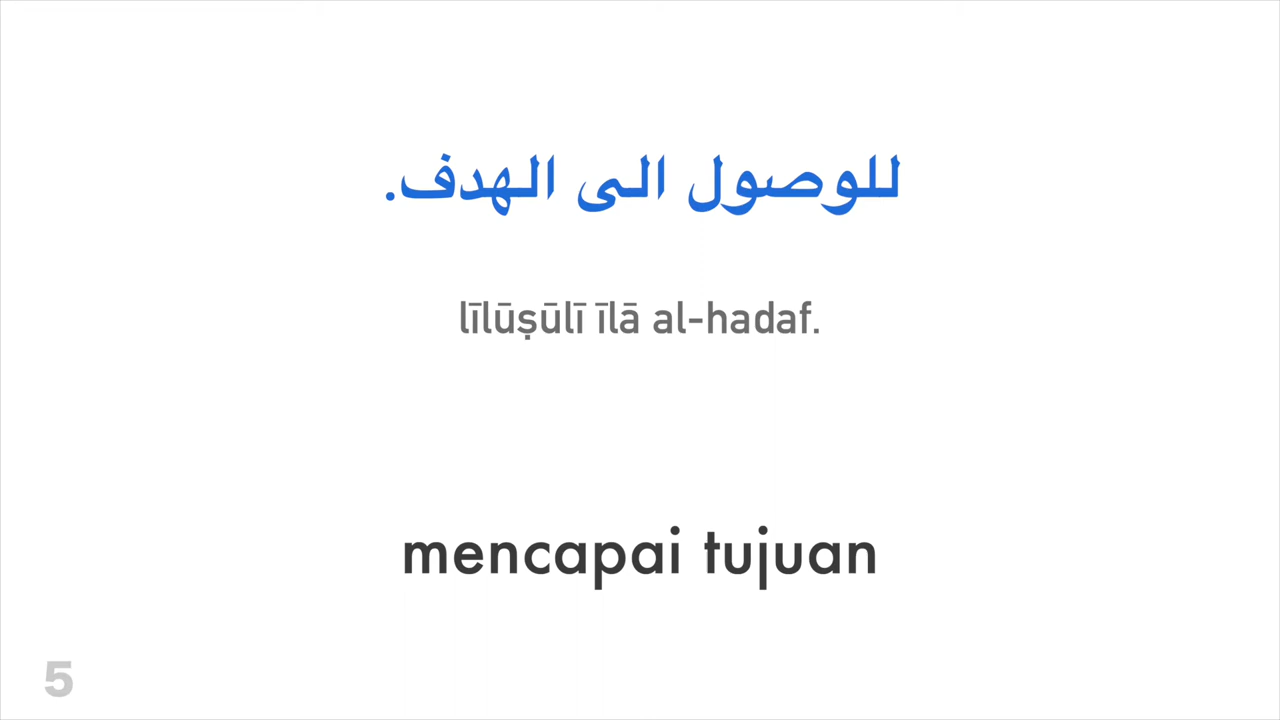 للوصول الى الهدف.
līlūṣūlī īlā al-hadaf.
mencapai tujuan
5